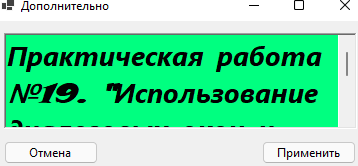 Дополнительно
Практическая работа
№19. "Использование
Отмена
Применить